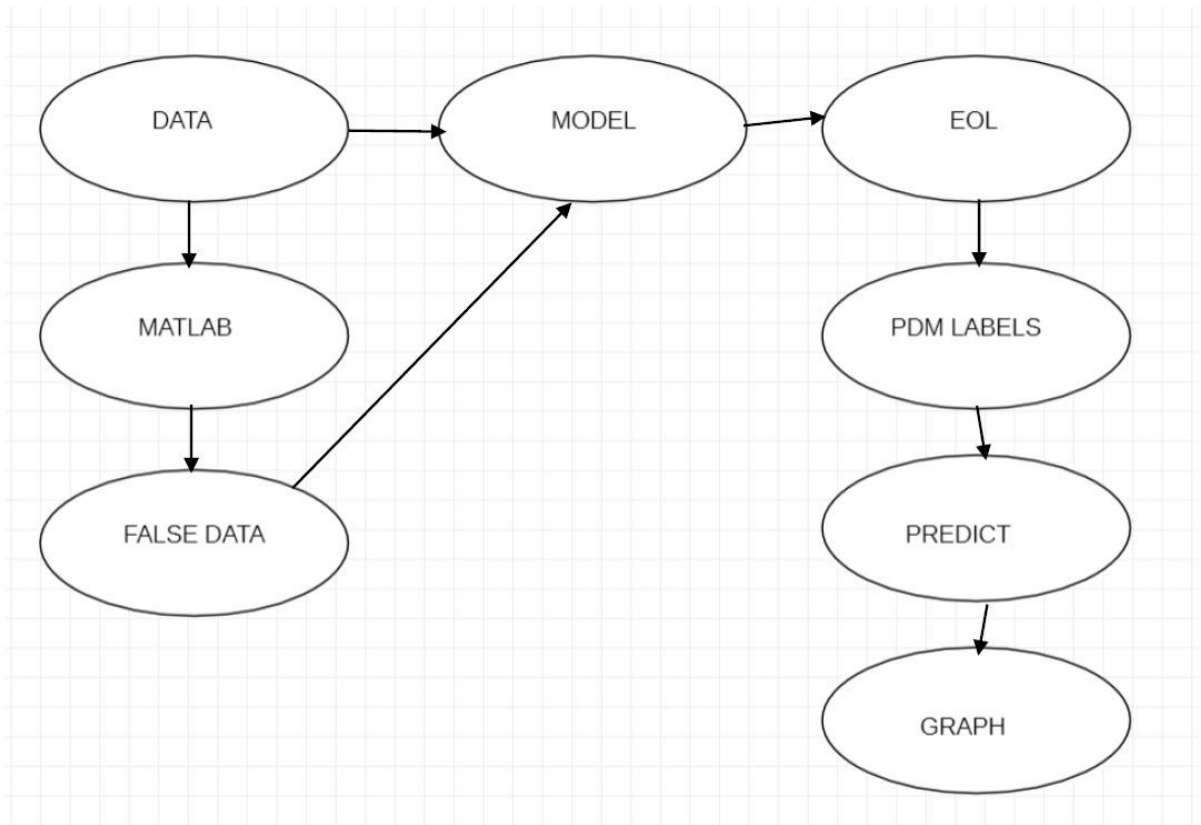 DATA
MODEL
EOL
MATLAB
PDM LABELS
FALSE DATA
PREDICT
GRAPH